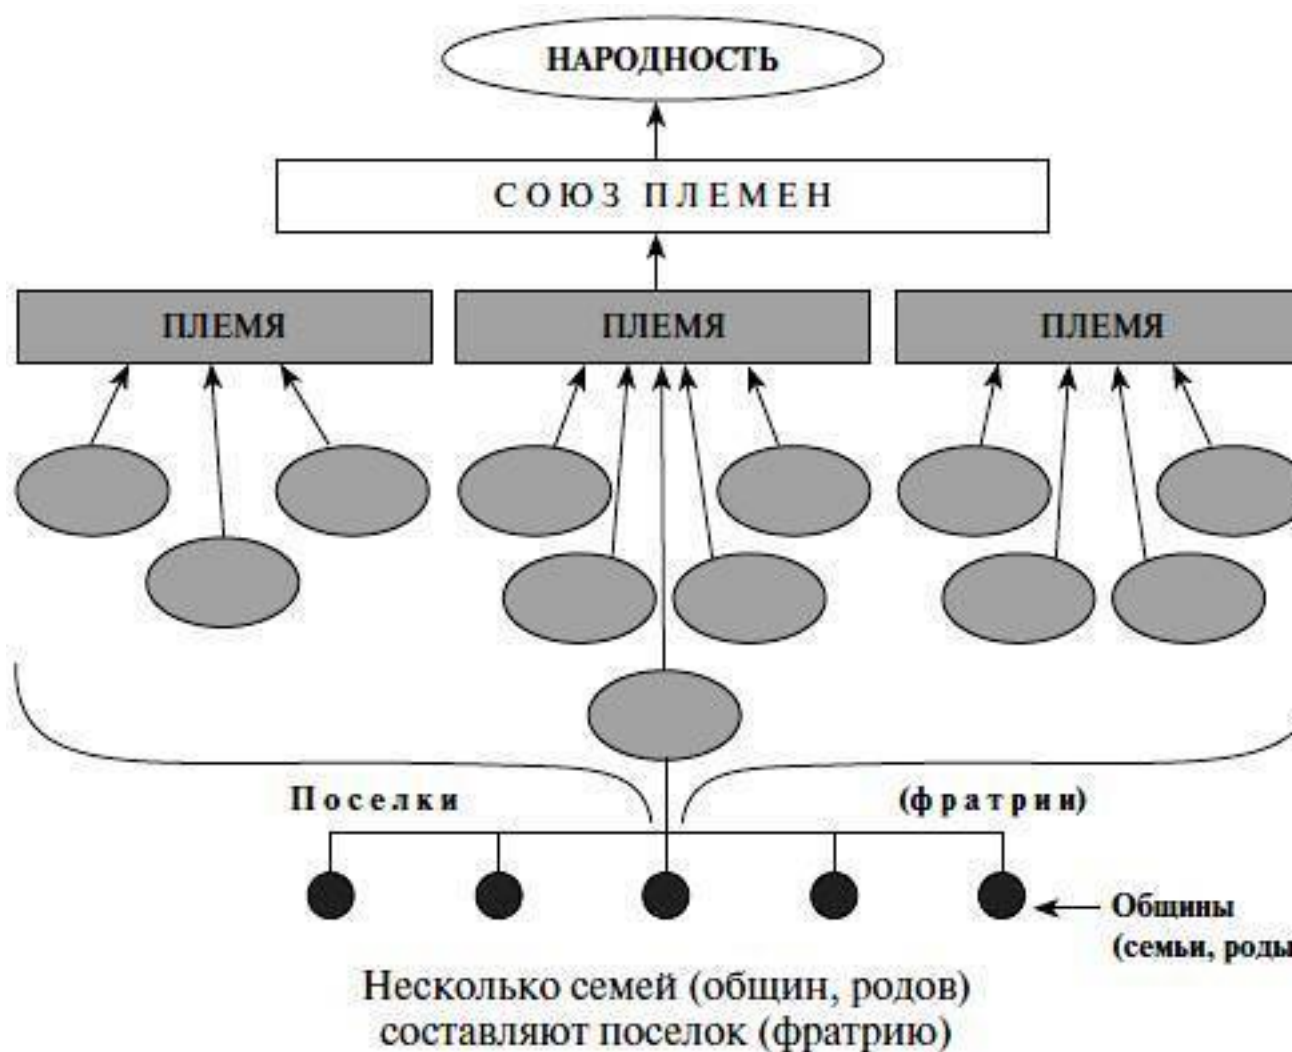 НАРОДНОСТЬ
СОЮЗ ПЛЕМЕН
ПЛЕМЯ
ПЛЕМЯ
ПЛЕМЯ
Поселки
(фратрии)
Общины
(семьи, роды
Несколько семей (общин, родов)
составляют поселок (фратрию)